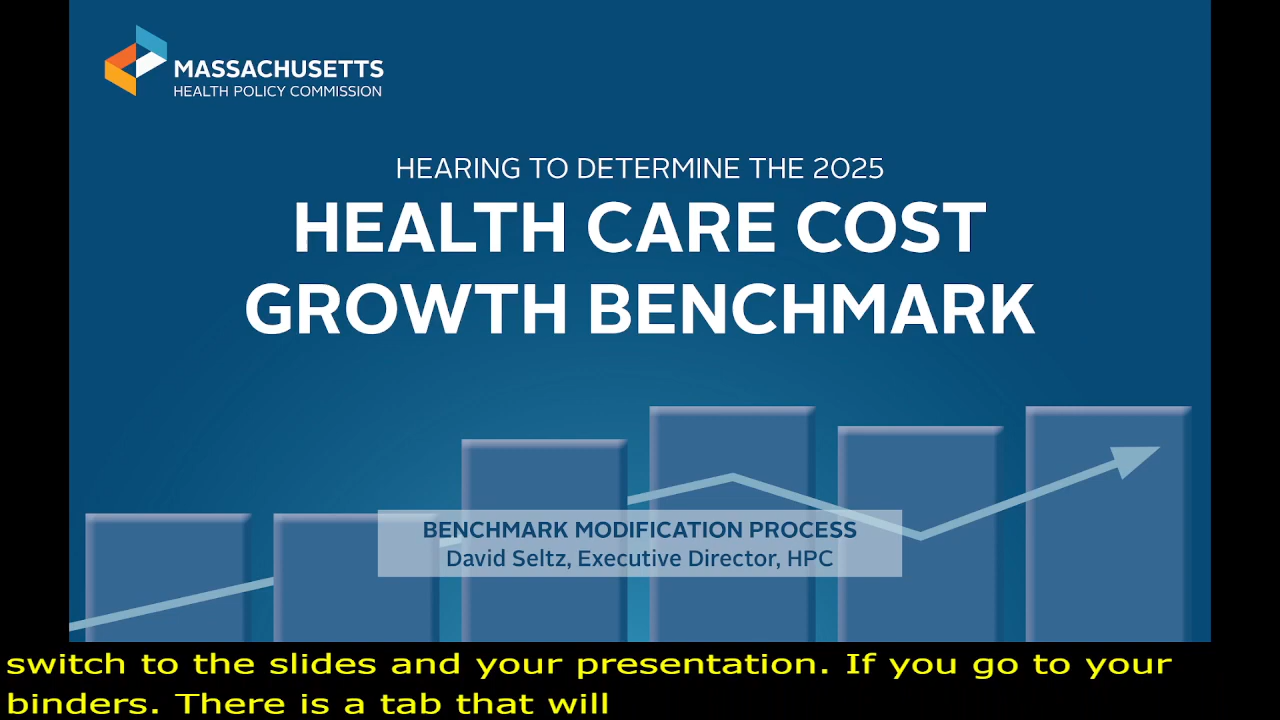 MASSACHUSETTS
HEALTH POLICY COMMISSION
HEARING TO DETERMINE THE 2025
HEALTH CARE COST
GROWTH BENCHMARK
BENCHMARK MODIFICATION PROCESS
David Seltz, Executive Director, HPC
switch to the slides and your presentation. If you go to your
binders. There is a tab that will